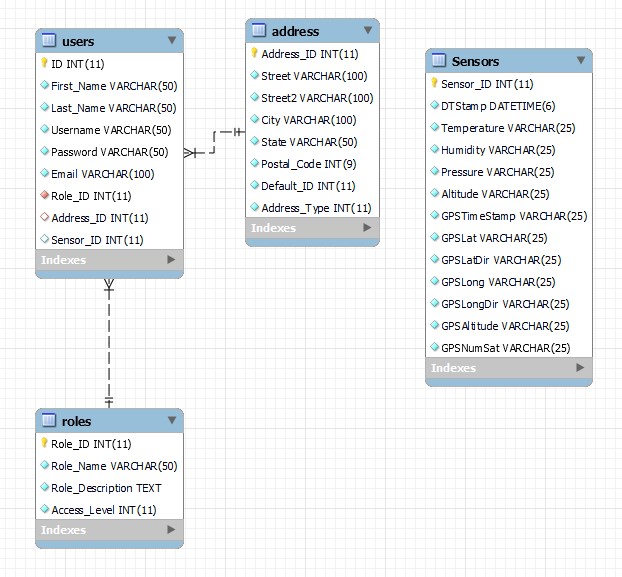 users
ID INT(11)
First_Name VARCHAR(50)
Last_Name VARCHAR(50)
Username VARCHAR(50)
Password VARCHAR(50)
Email VARCHAR(100)
Role_ID INT(11)
Address_ID INT(11)
Sensor_ID INT(11)
Indexes
address
Address_ID INT(11)
Street VARCHAR(100)
Street2 VARCHAR(100)
City VARCHAR(100)
State VARCHAR(50)
Postal_Code INT(9)
Default_ID INT(11)
Address_Type INT(11)
Indexes
Sensors
Sensor_ID INT(11)
DTStamp DATETIME(6)
Temperature VARCHAR(25)
Humidity VARCHAR(25)
Pressure VARCHAR(25)
Altitude VARCHAR(25)
GPSTimeStamp VARCHAR(25)
GPSLat VARCHAR(25)
GPSLatDir VARCHAR(25)
GPSLong VARCHAR(25)
GPSLongDir VARCHAR(25)
GPSAltitude VARCHAR(25)
GPSNumSat VARCHAR(25)
Indexes
roles
Role_ID INT(11)
Role_Name VARCHAR(50)
Role_Description TEXT
Access_Level INT(11)
Indexes